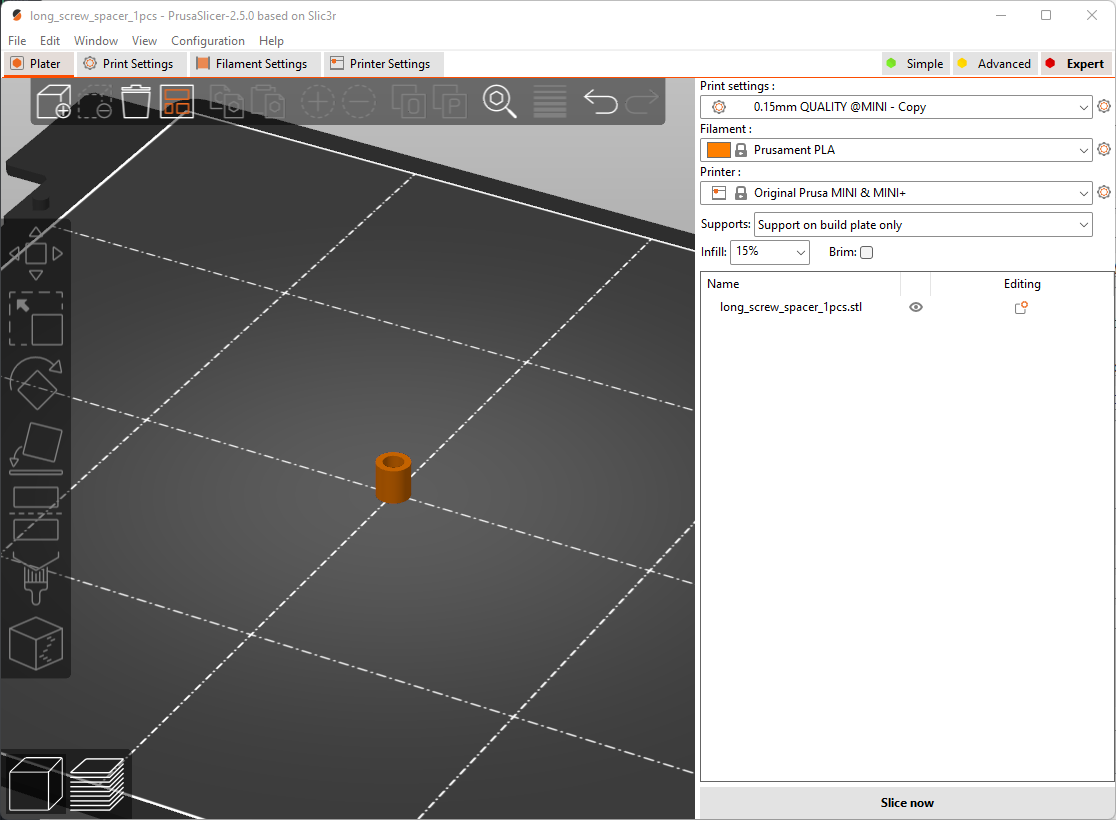 long_screw_spacer_1pcs - PrusaSlicer-2.5.0 based on Slic3r
File Edit Window View Configuration Help
Plater Print Settings Filament Settings Printer Settings Simple Advanced Expert
Print settings :
0.15mm QUALITY @MINI - Copy
Filament :
Prusament PLA
Printer :
Original Prusa MINI & MINI+
Supports: Support on build plate only
Infill: 15% Brim:
Name Editing
long_screw_spacer_1pcs.stl
Slice now